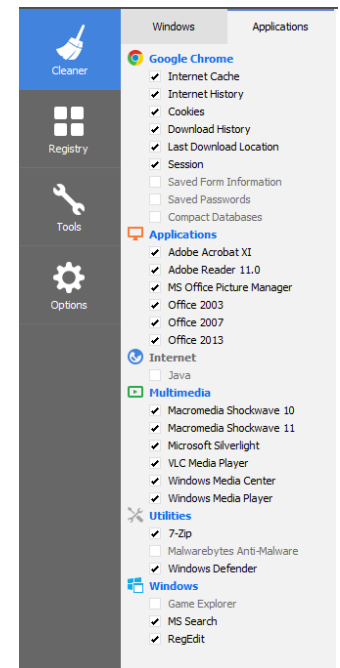 Windows
Applications
Cleaner
Registry
Tools
Options
Google Chrome
Internet Cache
Internet History
Cookies
Download History
Last Download Location
Session
Saved Form Information
Saved Passwords
Compact Databases
Applications
Adobe Acrobat XI
Adobe Reader 11.0
MS Office Picture Manager
Office 2003
Office 2007
Office 2013
Internet
Java
Multimedia
Macromedia Shockwave 10
Macromedia Shockwave 11
Microsoft Silverlight
VLC Media Player
Windows Media Center
Windows Media Player
Utilities
7-Zip
Malwarebytes Anti-Malware
Windows Defender
Windows
Game Explorer
MS Search
RegEdit